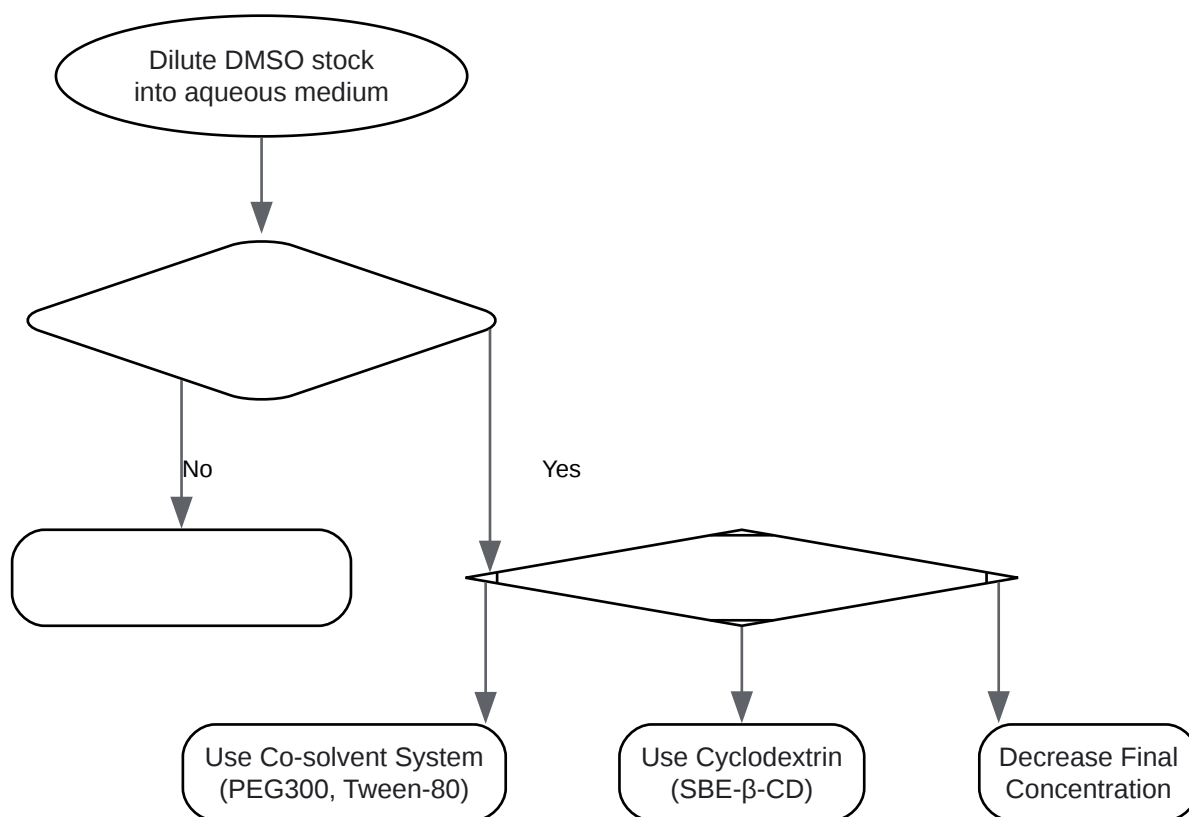 Dilute DMSO stock
into aqueous medium
No
Yes
Use Co-solvent System
(PEG300, Tween-80)
Use Cyclodextrin
(SBE-β-CD)
Decrease Final
Concentration